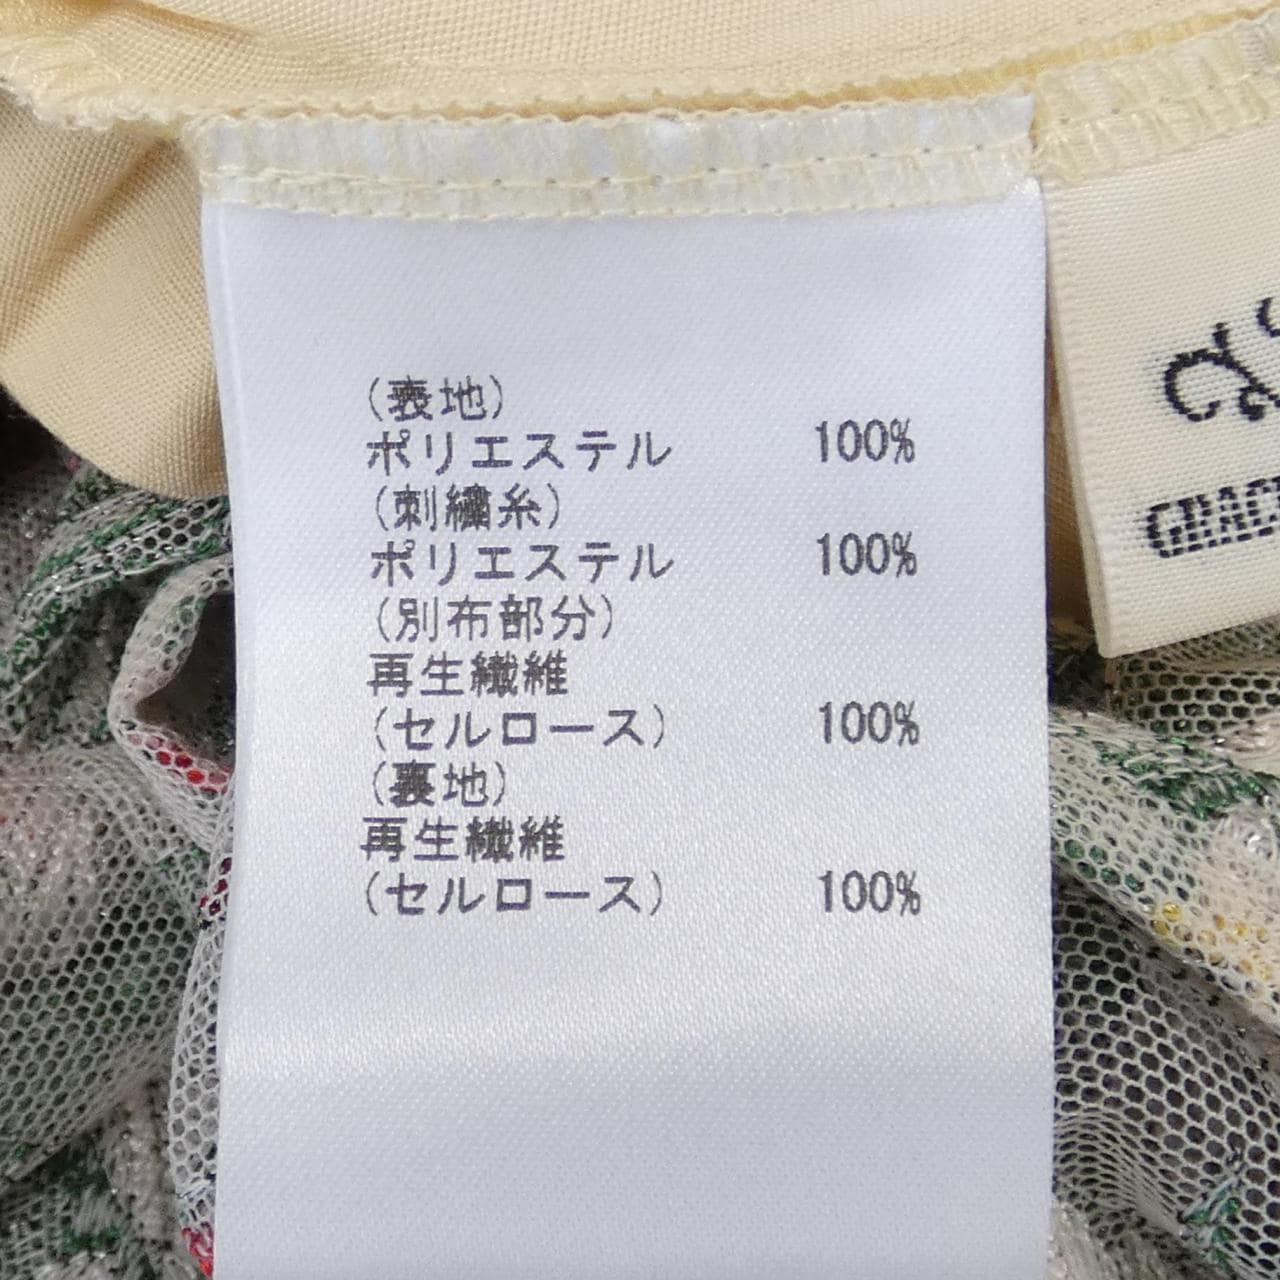 (表地)
ポリエステル 100%
(刺繍糸)
ポリエステル 100%
(別布部分)
再生繊維
(セルロース) 100%
(裏地)
再生繊維
(セルロース) 100%